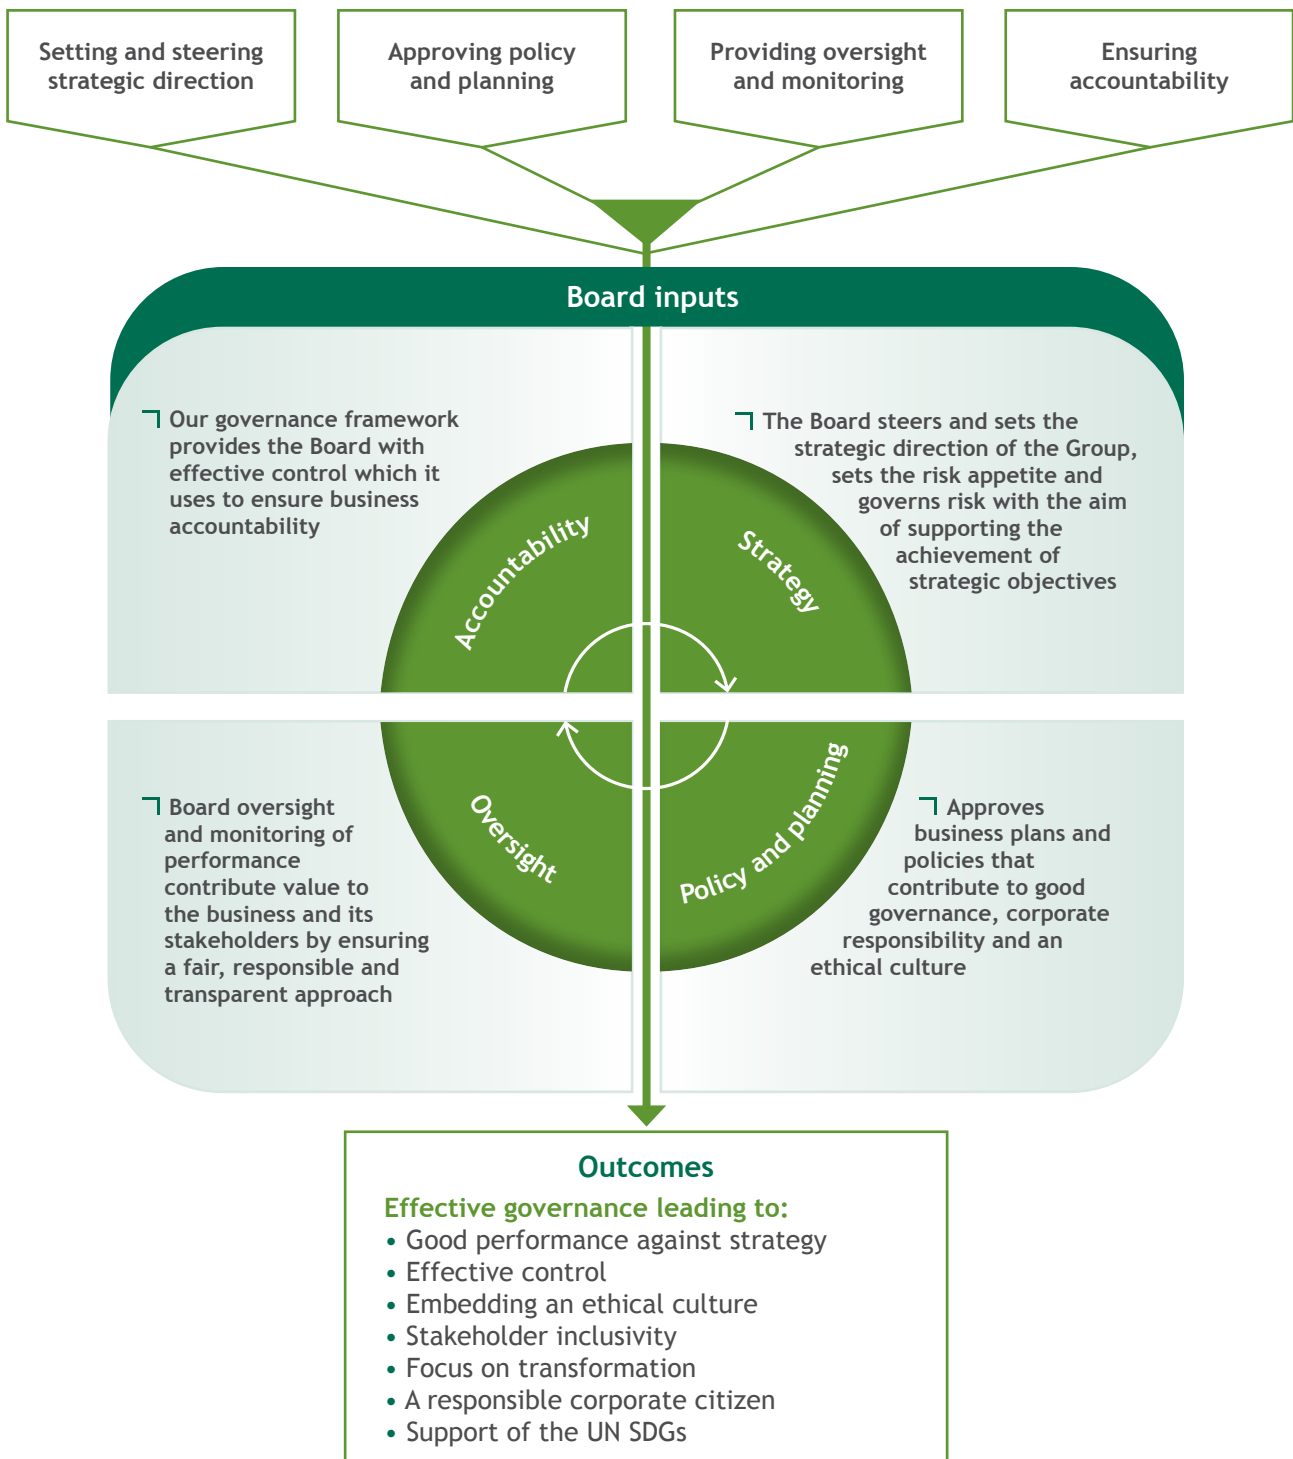 Setting and steering
strategic direction
Approving policy
and planning
Providing oversight
and monitoring
Ensuring
accountability
Board inputs
Our governance framework
provides the Board with
effective control which it
uses to ensure business
accountability
The Board steers and sets the
strategic direction of the Group,
sets the risk appetite and
governs risk with the aim
of supporting the
achievement of
strategic objectives
Accountability
Strategy
Oversight
Policy and planning
Board oversight
and monitoring of
performance
contribute value to
the business and its
stakeholders by ensuring
a fair, responsible and
transparent approach
Approves
business plans and
policies that
contribute to good
governance, corporate
responsibility and an
ethical culture
Outcomes
Effective governance leading to:
• Good performance against strategy
• Effective control
• Embedding an ethical culture
• Stakeholder inclusivity
• Focus on transformation
• A responsible corporate citizen
• Support of the UN SDGs